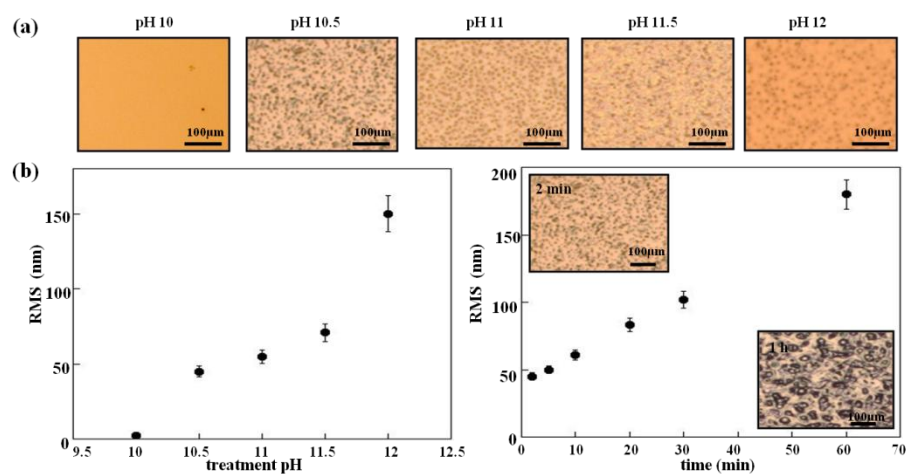 pH 10 pH 10.5 pH 11 pH 11.5 pH 12
(a)
100μm 100μm 100μm 100μm 100μm
(b)
150
100
50
0
RMS (nm)
9.5 10 10.5 11 11.5 12 12.5
treatment pH
200
150
100
50
0
RMS (nm)
2 min
100μm
1 h
100μm
0 10 20 30 40 50 60 70
time (min)